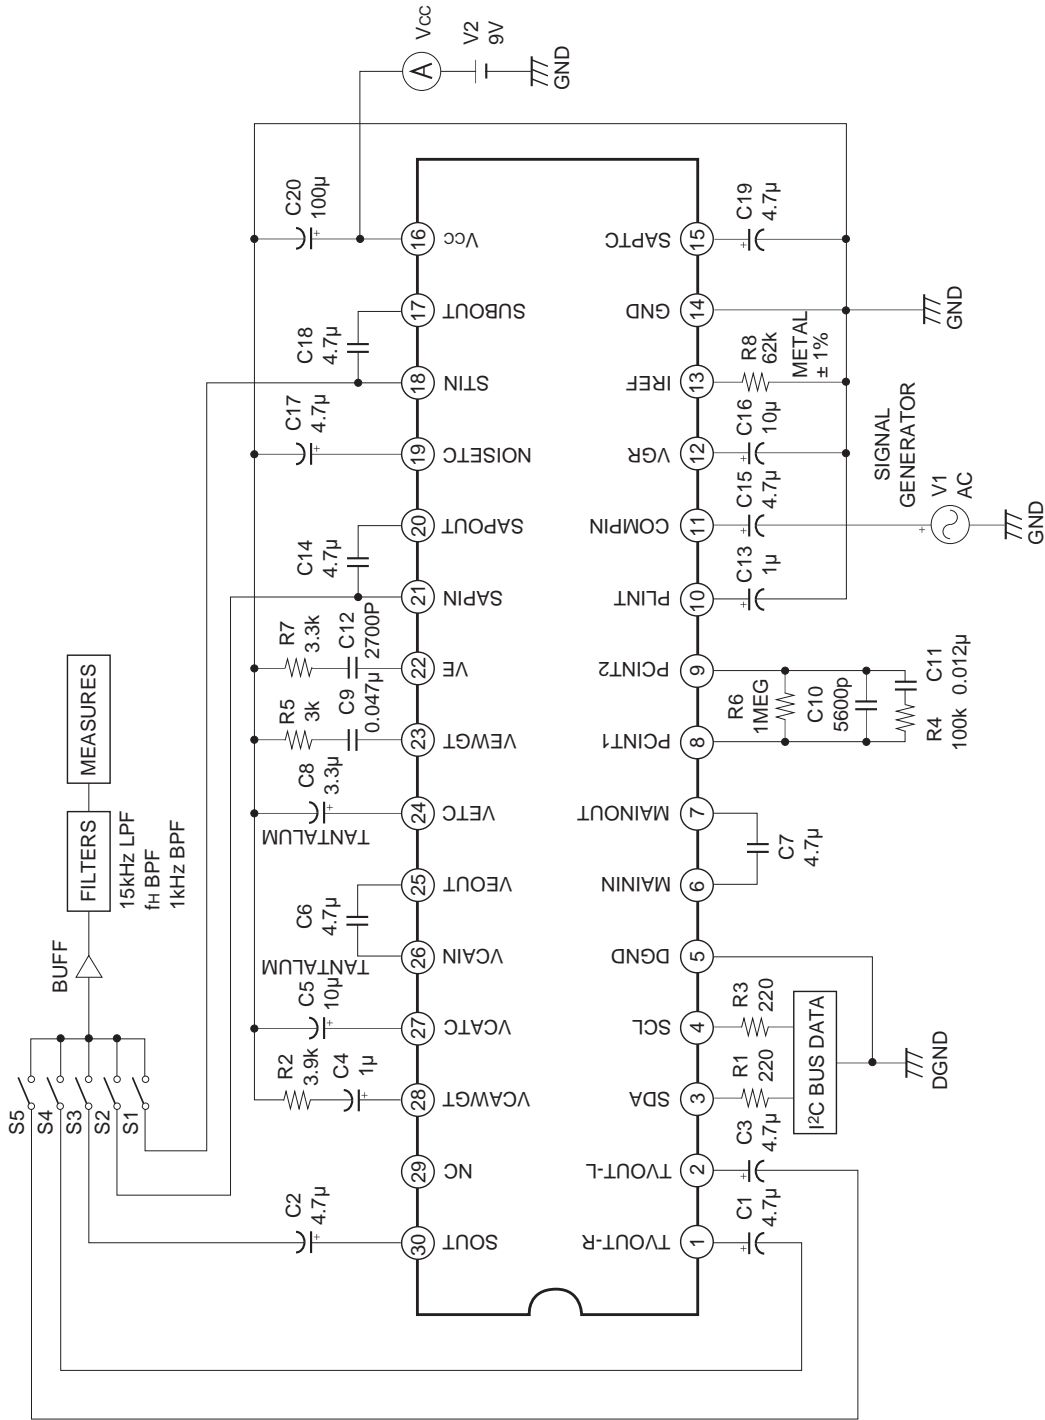 S5
S4
S3
S2
S1
BUFF
FILTERS
15kHz LPF
fH BPF
1kHz BPF
MEASURES
VCC
A
V2
9V
GND
C2
4.7µ
R2
3.9k
C4
1µ
C5
10µ
TANTALUM
C6
4.7µ
TANTALUM
C8
3.3µ
R5
3k
C9
0.047µ
R7
3.3k
C12
2700P
C14
4.7µ
C17
4.7µ
C18
4.7µ
C20
100µ
30
29
28
27
26
25
24
23
22
21
20
19
18
17
16
SOUT
NC
VCAWGT
VCATC
VCAIN
VEOUT
VETC
VEWGT
VE
SAPIN
SAPOUT
NOISETC
STIN
SUBOUT
VCC
TVOUT-R
TVOUT-L
SDA
SCL
DGND
MAININ
MAINOUT
PCINT1
PCINT2
PLINT
COMPIN
VGR
IREF
GND
SAPTC
1
2
3
4
5
6
7
8
9
10
11
12
13
14
15
C1
4.7µ
C3
4.7µ
R1
220
R3
220
I²C BUS DATA
DGND
C7
4.7µ
R6
1MEG
C10
5600p
R4
100k
C11
0.012µ
C13
1µ
C15
4.7µ
C16
10µ
R8
62k
METAL
± 1%
C19
4.7µ
SIGNAL
GENERATOR
V1
AC
GND
GND